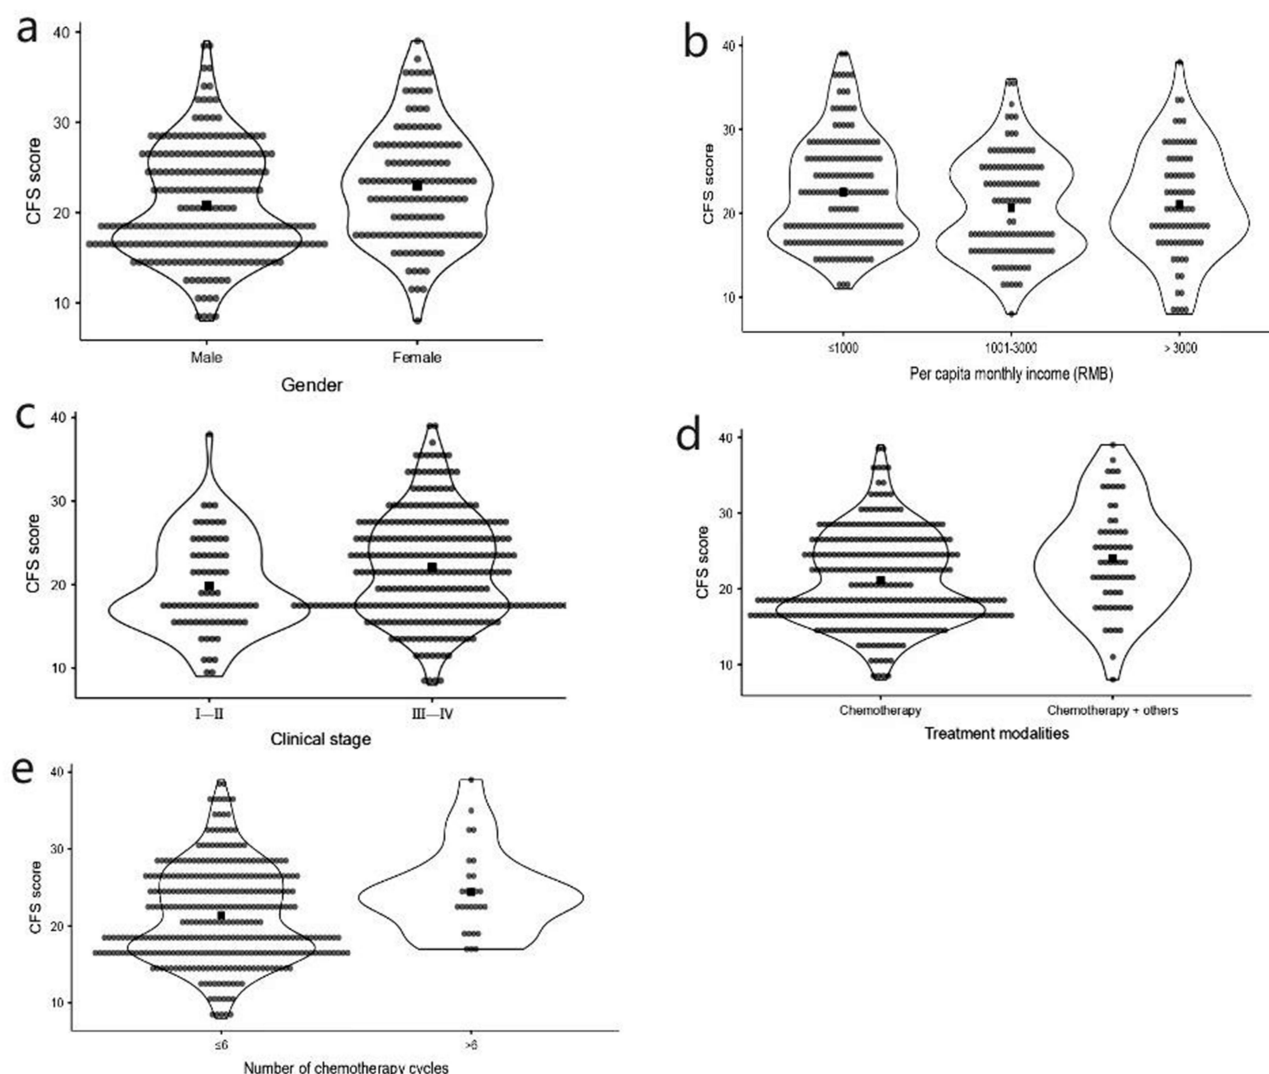 a
40
30
20
10
CFS score
Male Female
Gender
b
40
30
20
10
CFS score
≤1000 1001-3000 > 3000
Per capita monthly income (RMB)
c
40
30
20
10
CFS score
I—II III—IV
Clinical stage
d
40
30
20
10
CFS score
Chemotherapy Chemotherapy + others
Treatment modalities
e
40
30
20
10
CFS score
≤6 >6
Number of chemotherapy cycles